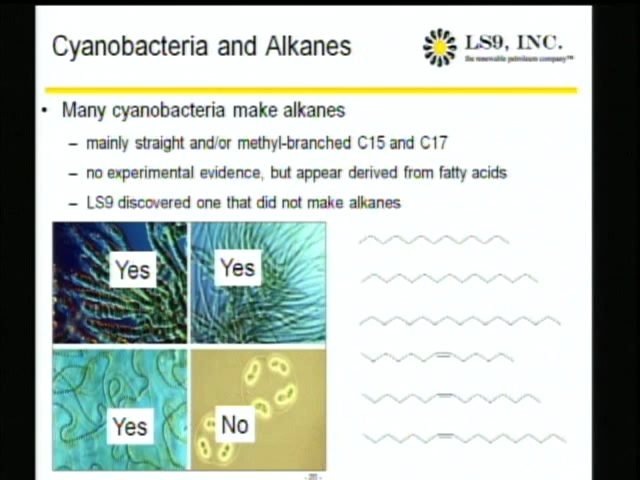 Cyanobacteria and Alkanes
LS9, INC.
the renewable petroleum company™
• Many cyanobacteria make alkanes
– mainly straight and/or methyl-branched C15 and C17
– no experimental evidence, but appear derived from fatty acids
– LS9 discovered one that did not make alkanes
Yes
Yes
Yes
No